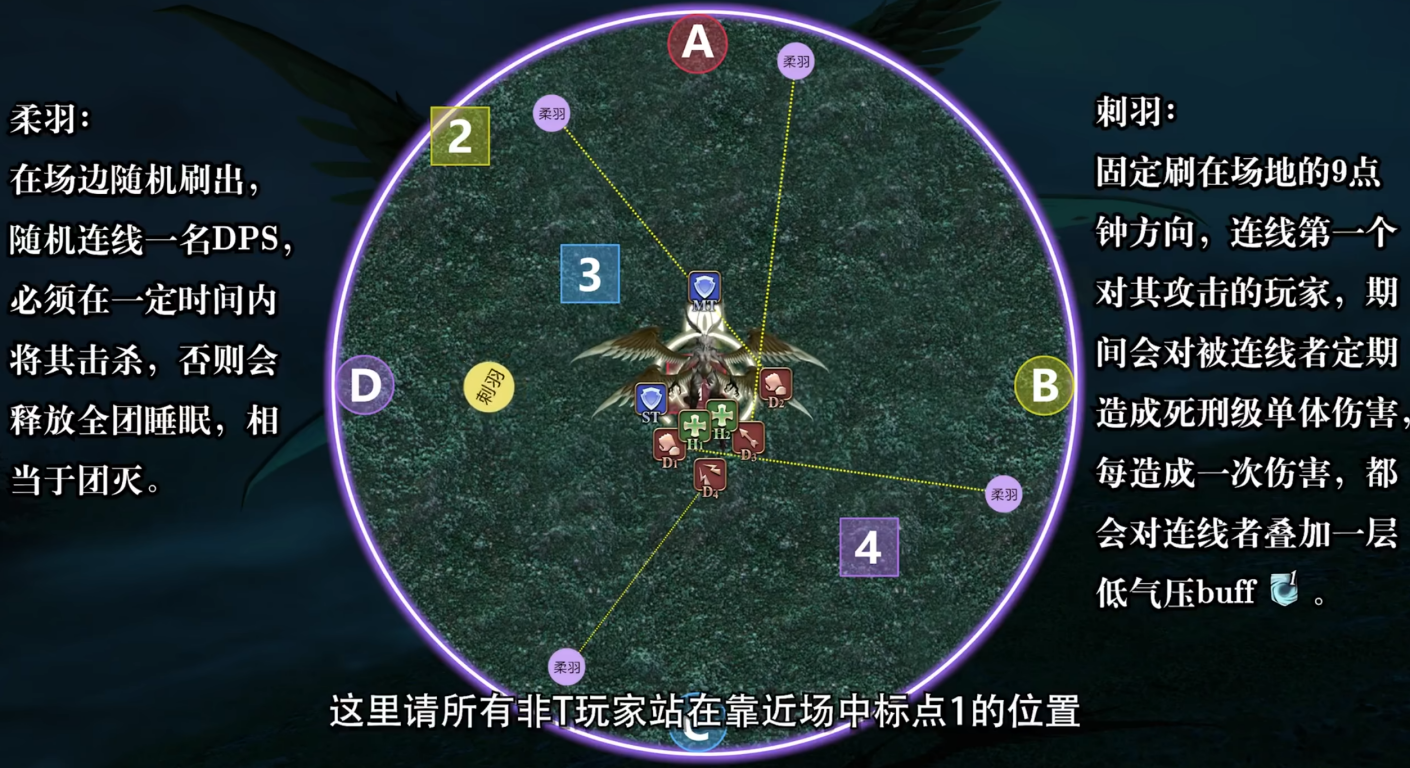 柔羽：
在场边随机刷出，
随机连线一名DPS，
必须在一定时间内
将其击杀，否则会
释放全团睡眠，相
当于团灭。
A
柔羽
柔羽
2
3
MT
D
刺羽
ST
D2
B
H1
H2
D1
D3
D4
柔羽
4
柔羽
C
刺羽：
固定刷在场地的9点
钟方向，连线第一个
对其攻击的玩家，期
间会对被连线者定期
造成死刑级单体伤害，
每造成一次伤害，都
会对连线者叠加一层
低气压buff 1 。
这里请所有非T玩家站在靠近场中标点1的位置